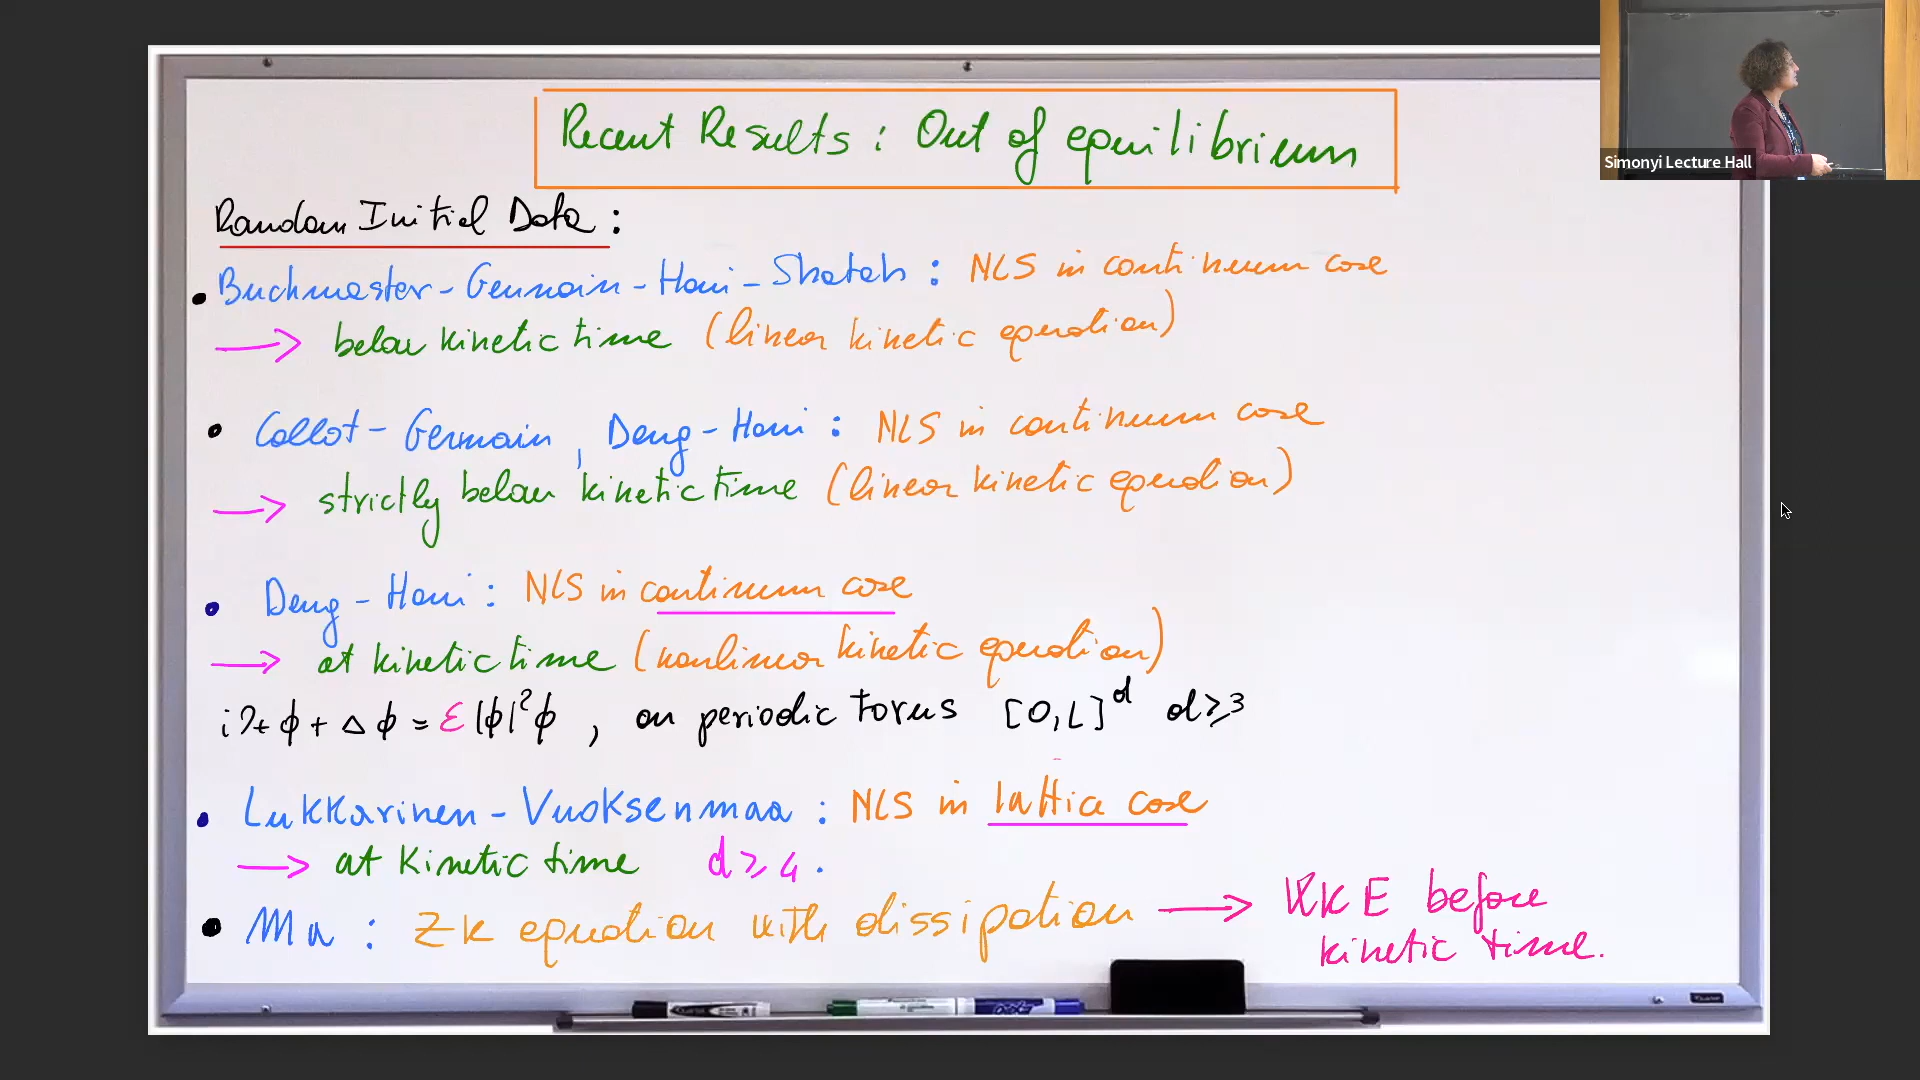 Recent Results : Out of equilibrium
Simonyi Lecture Hall
Random Initial Data :
• Buchmaster - Germain - Hani - Shatah : NLS in continuum case
→ below kinetic time (linear kinetic equation)
• Collot - Germain , Deng - Hani : NLS in continuum case
→ strictly below kinetic time (linear kinetic equation)
• Deng - Hani : NLS in continuum case
→ at kinetic time (nonlinear kinetic equation)
i ∂t ϕ + Δ ϕ = ε |ϕ|² ϕ , on periodic torus [0, L]^d d ≥ 3
• Lukkarinen - Vuoksenmaa : NLS in lattice case
→ at kinetic time d ≥ 4 .
• Ma : ZK equation with dissipation → WKE before
kinetic time.